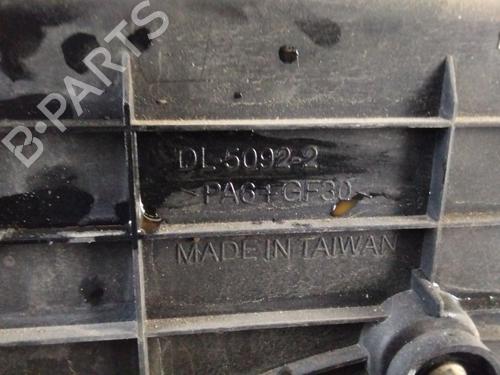 B-PARTS
DL-5092-2
>PA6+GF30<
MADE IN TAIWAN